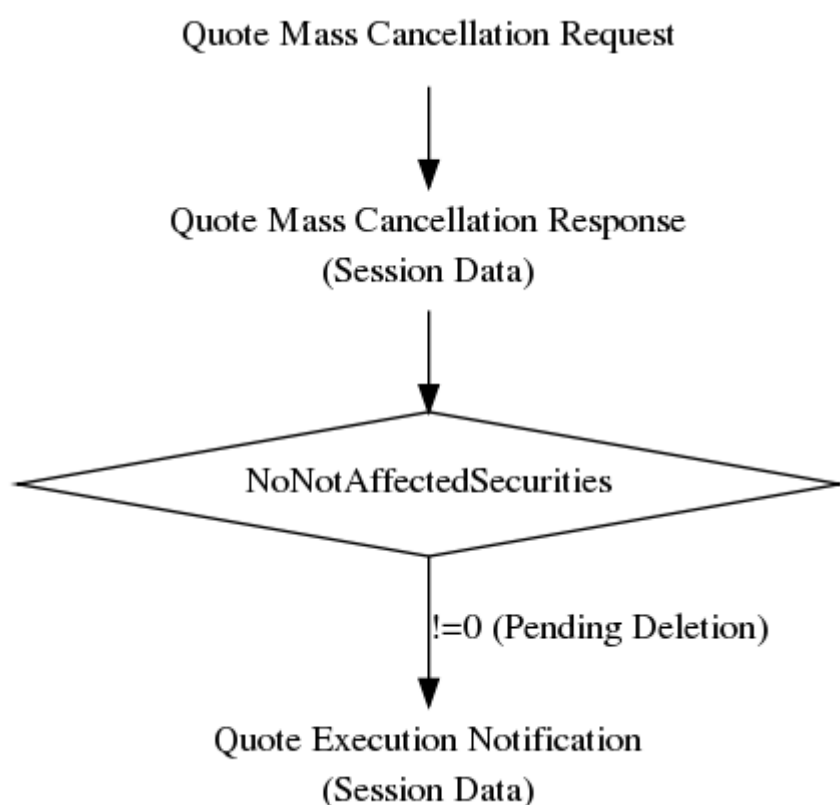 Quote Mass Cancellation Request
Quote Mass Cancellation Response
(Session Data)
NoNotAffectedSecurities
!=0 (Pending Deletion)
Quote Execution Notification
(Session Data)